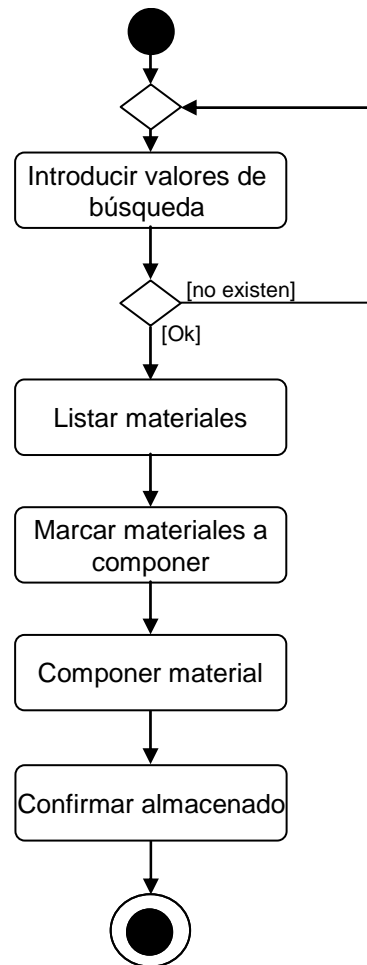 Introducir valores de
búsqueda
[no existen]
[Ok]
Listar materiales
Marcar materiales a
componer
Componer material
Confirmar almacenado